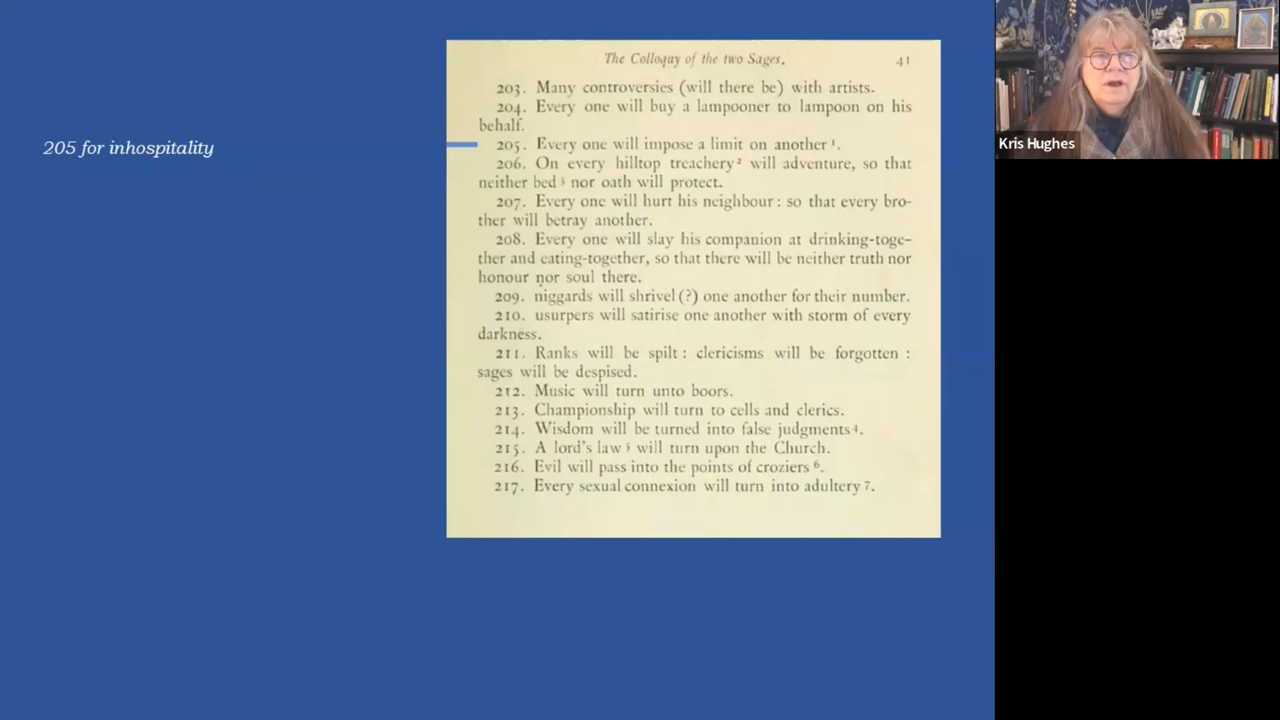 205 for inhospitality
The Colloquy of the two Sages. 41
203. Many controversies (will there be) with artists.
204. Every one will buy a lampooner to lampoon on his
behalf.
205. Every one will impose a limit on another ¹.
206. On every hilltop treachery ² will adventure, so that
neither bed ³ nor oath will protect.
207. Every one will hurt his neighbour: so that every bro-
ther will betray another.
208. Every one will slay his companion at drinking-toge-
ther and eating-together, so that there will be neither truth nor
honour nor soul there.
209. niggards will shrivel (?) one another for their number.
210. usurpers will satirise one another with storm of every
darkness.
211. Ranks will be spilt: clericisms will be forgotten:
sages will be despised.
212. Music will turn unto boors.
213. Championship will turn to cells and clerics.
214. Wisdom will be turned into false judgments ⁴.
215. A lord's law ⁵ will turn upon the Church.
216. Evil will pass into the points of croziers ⁶.
217. Every sexual connexion will turn into adultery ⁷.
Kris Hughes